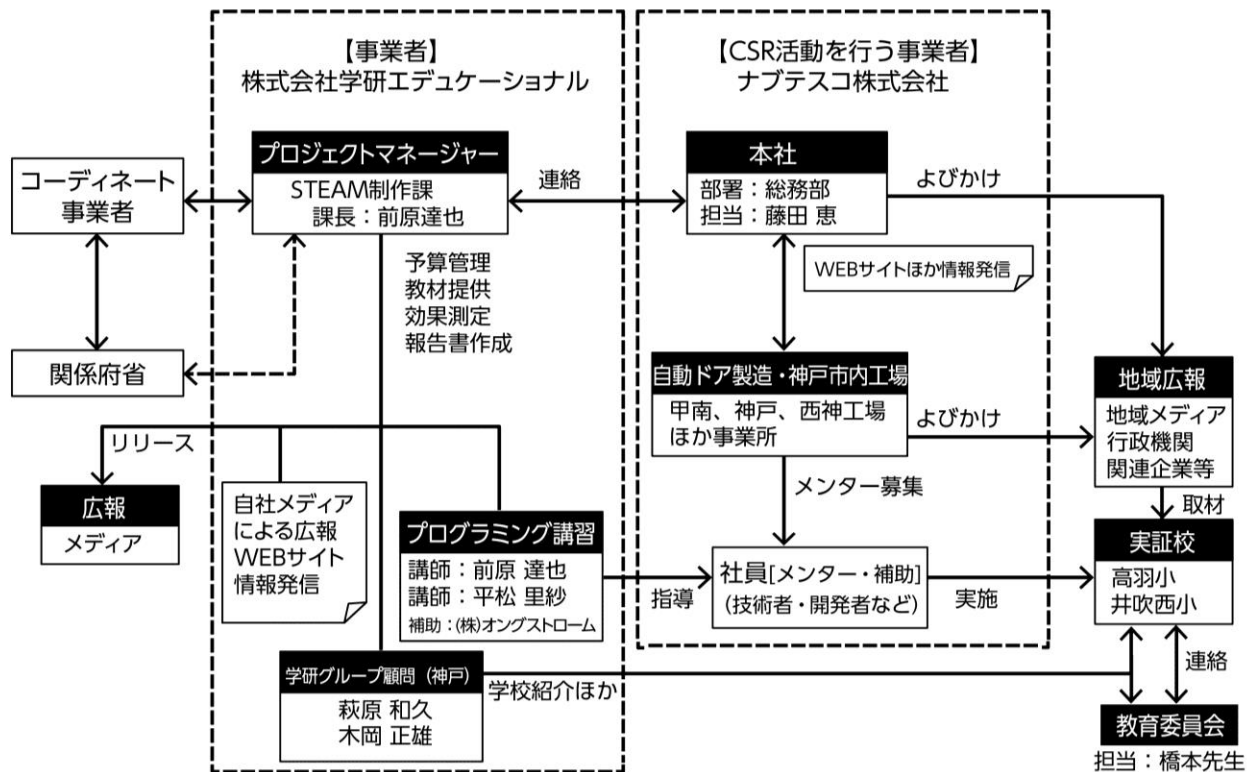 【事業者】
株式会社学研エデュケーショナル
【CSR活動を行う事業者】
ナブテスコ株式会社
コーディネート
事業者
プロジェクトマネージャー
STEAM制作課
課長：前原達也
連絡
本社
部署：総務部
担当：藤田 恵
よびかけ
WEBサイトほか情報発信
予算管理
教材提供
効果測定
報告書作成
関係府省
自動ドア製造・神戸市内工場
甲南、神戸、西神工場
ほか事業所
よびかけ
地域広報
地域メディア
行政機関
関連企業等
リリース
広報
メディア
自社メディア
による広報
WEBサイト
情報発信
メンター募集
取材
プログラミング講習
講師：前原 達也
講師：平松 里紗
補助：(株)オングストローム
指導
社員[メンター・補助]
(技術者・開発者など)
実施
実証校
高羽小
井吹西小
学研グループ顧問（神戸）
萩原 和久
木岡 正雄
学校紹介ほか
連絡
教育委員会
担当：橋本先生